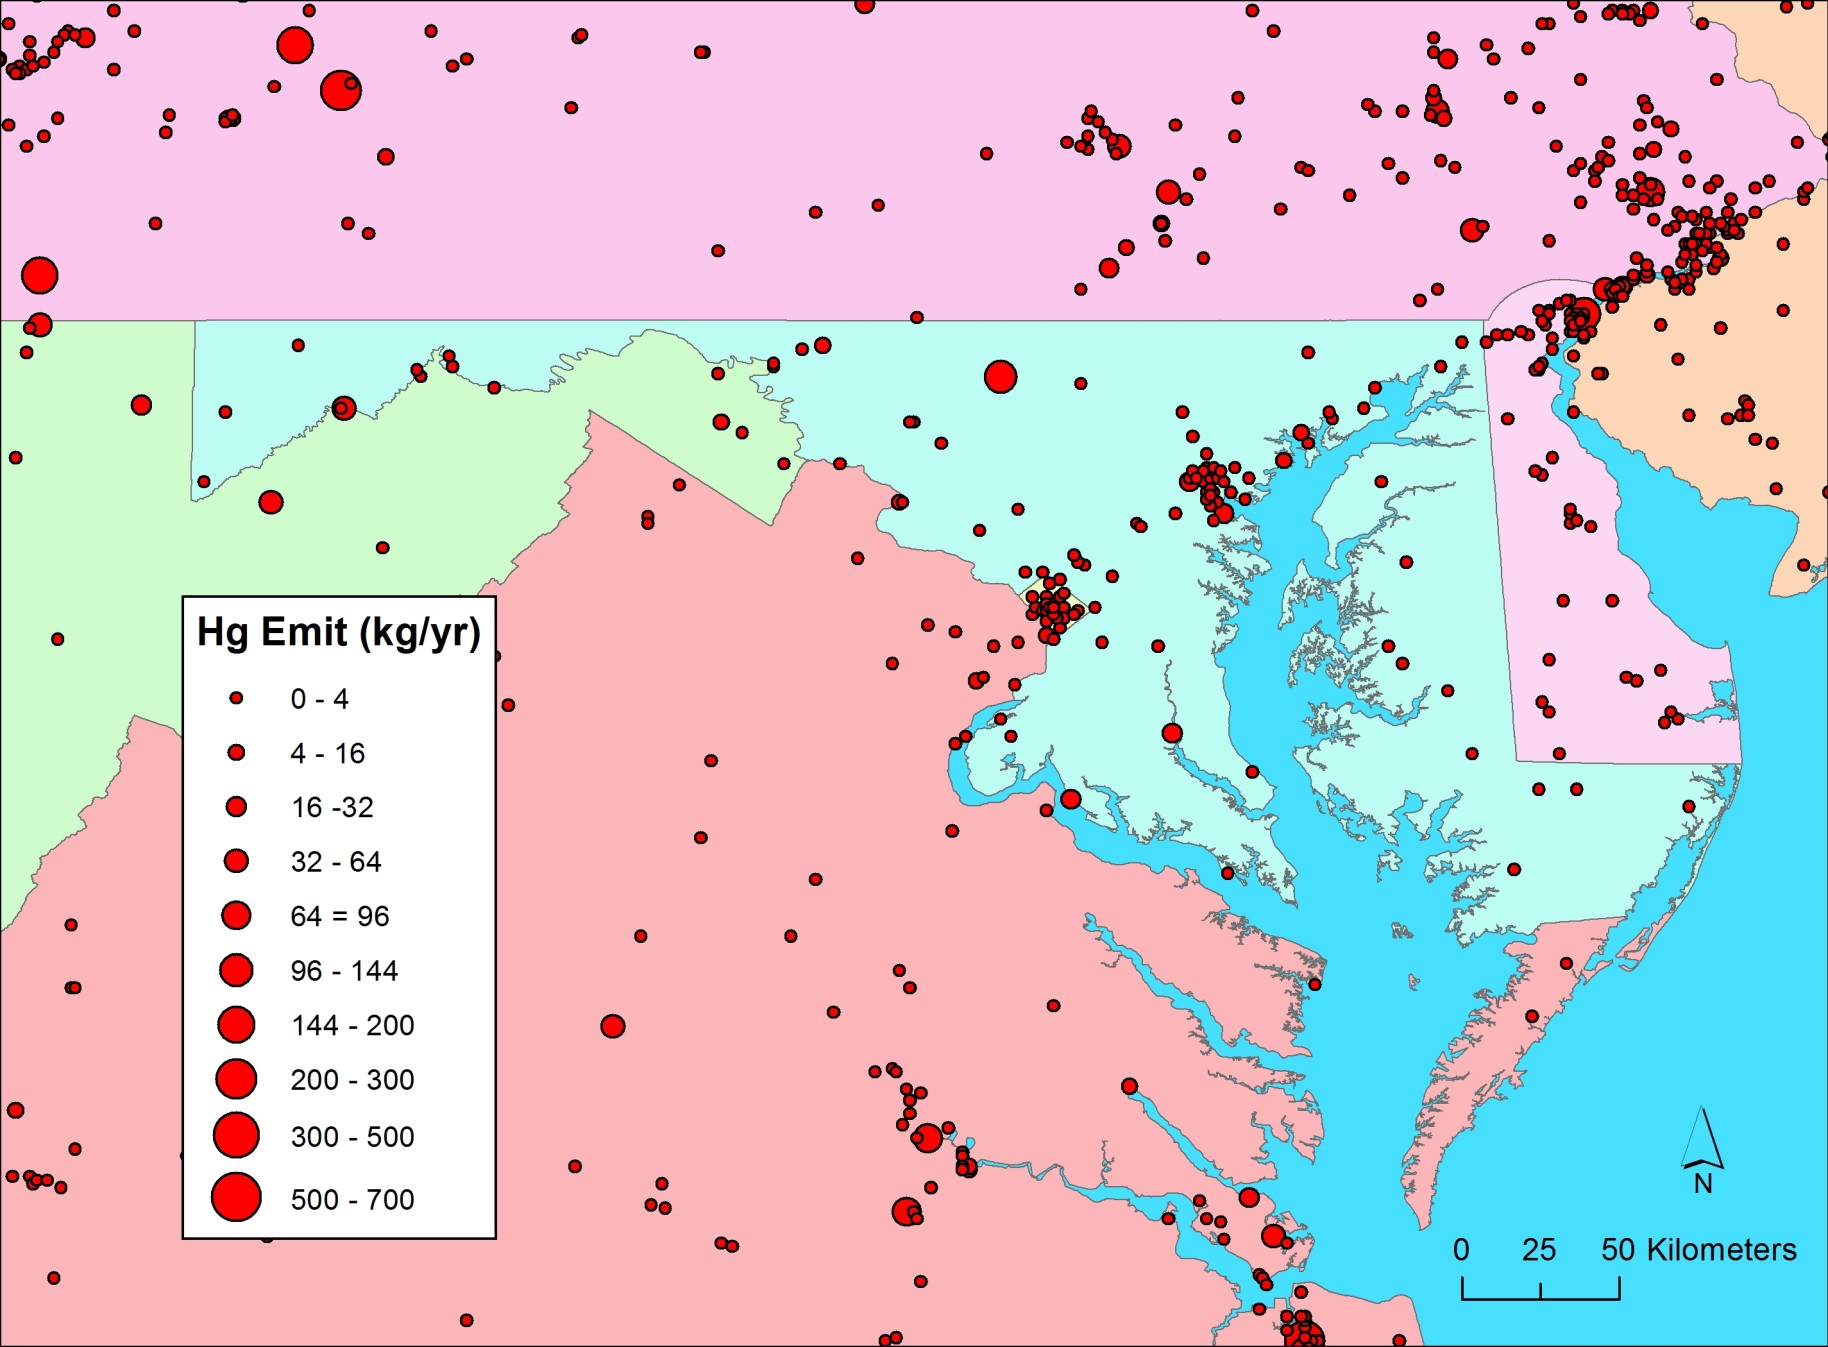 Hg Emit (kg/yr)
0 - 4
4 - 16
16 -32
32 - 64
64 = 96
96 - 144
144 - 200
200 - 300
300 - 500
500 - 700
N
0 25 50 Kilometers